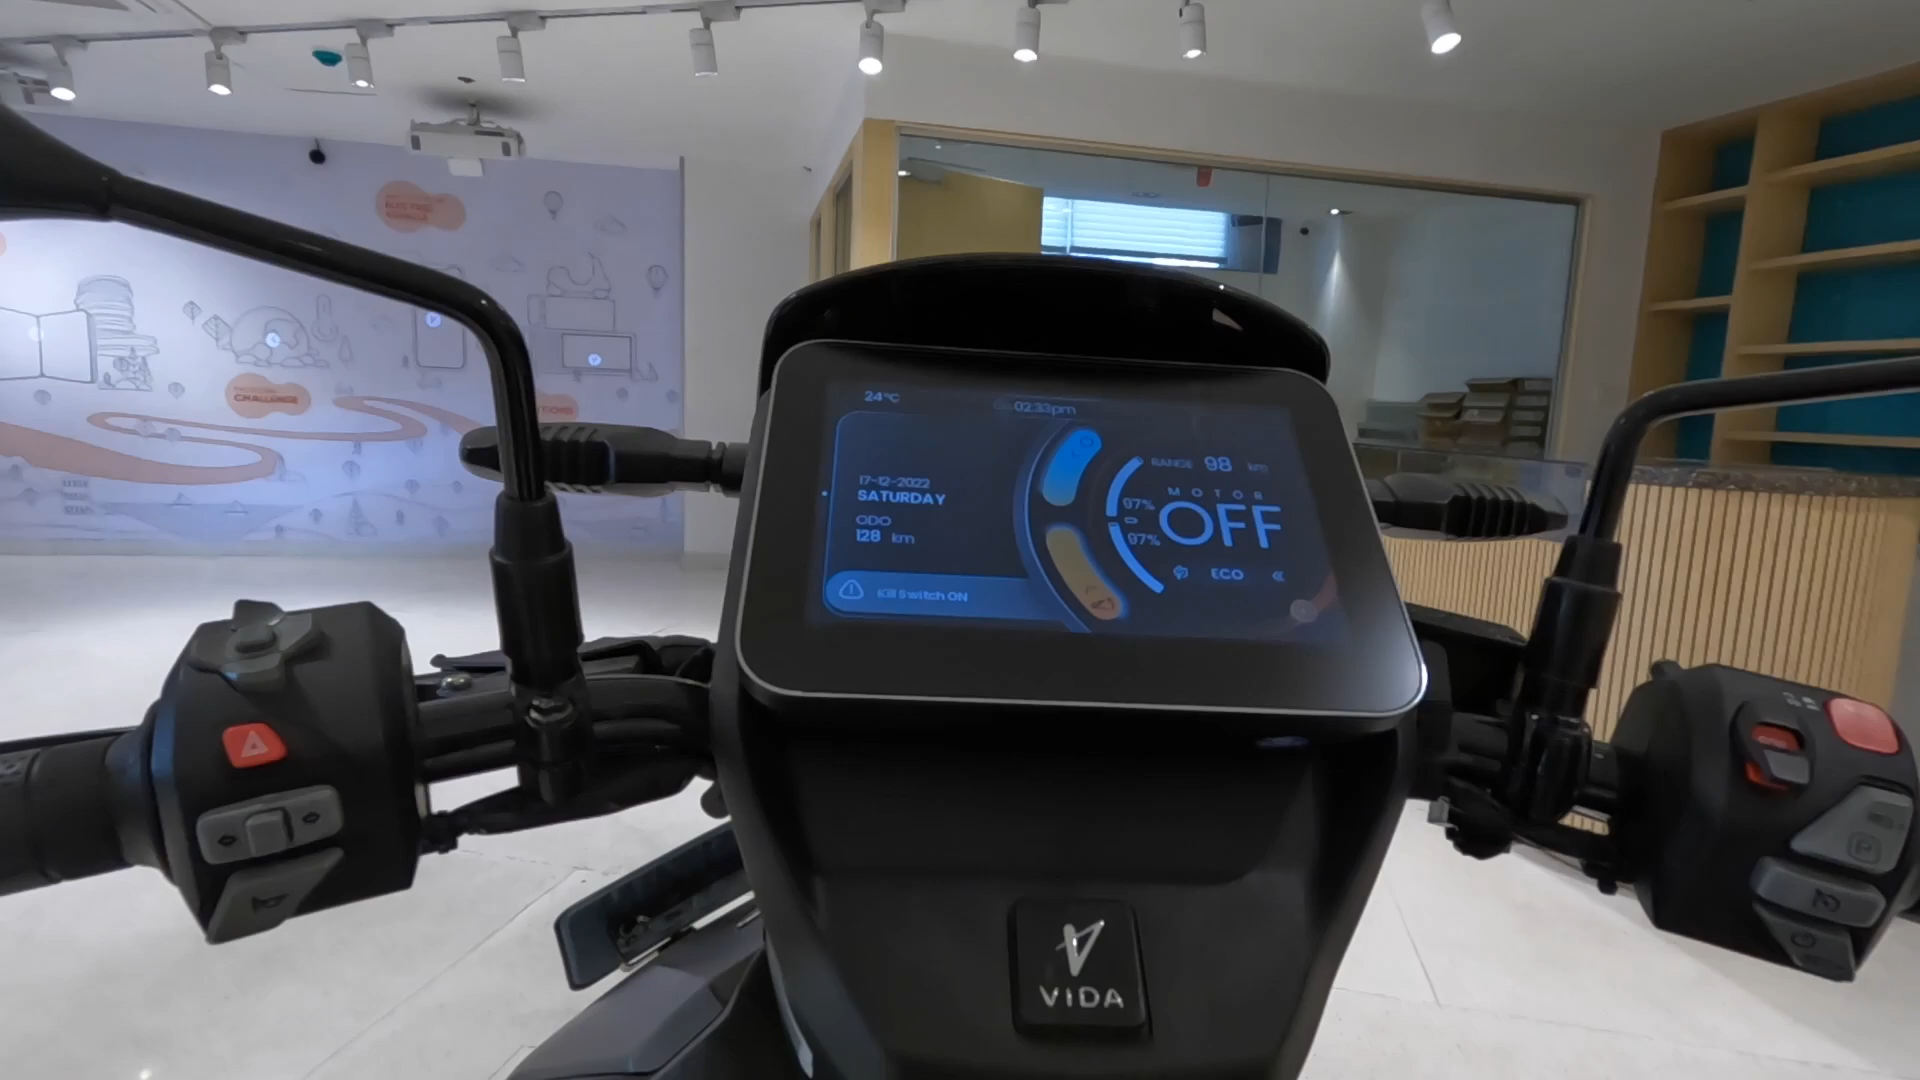 24°C
02:33pm
17-12-2022
SATURDAY
ODO
128 km
Kill Switch ON
RANGE 98 km
MOTOR
97%
OFF
97%
ECO
VIDA
CHALLENGE